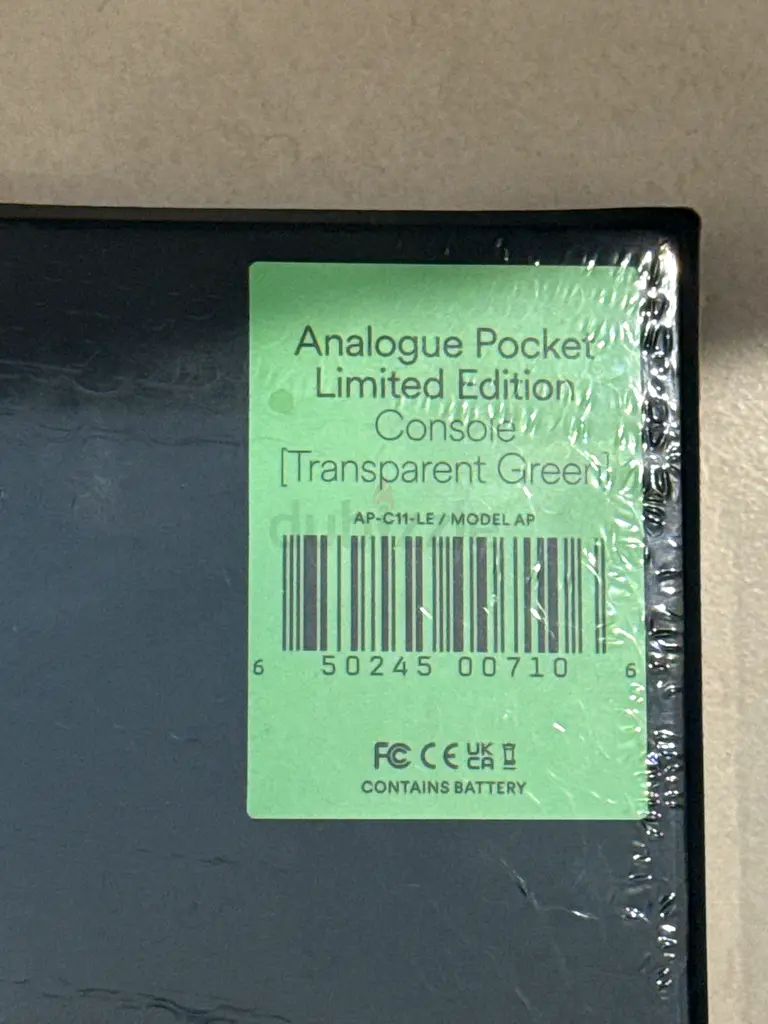 Analogue Pocket
Limited Edition
Console
[Transparent Green]
AP-C11-LE / MODEL AP
dubizzle
6 50245 00710 6
FC CE UK CA
CONTAINS BATTERY